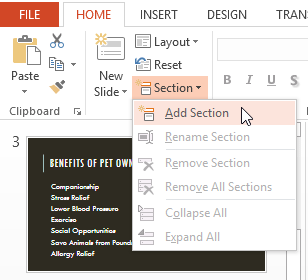 FILE HOME INSERT DESIGN TRA
Paste
Clipboard
New Slide
Layout
Reset
Section
B I U S
Add Section
Rename Section
Remove Section
Remove All Sections
Collapse All
Expand All
3
BENEFITS OF PET OWN
Companionship
Stress Relief
Lower Blood Pressure
Exercise
Social Opportunities
Save Animals from Pound
Allergy Relief